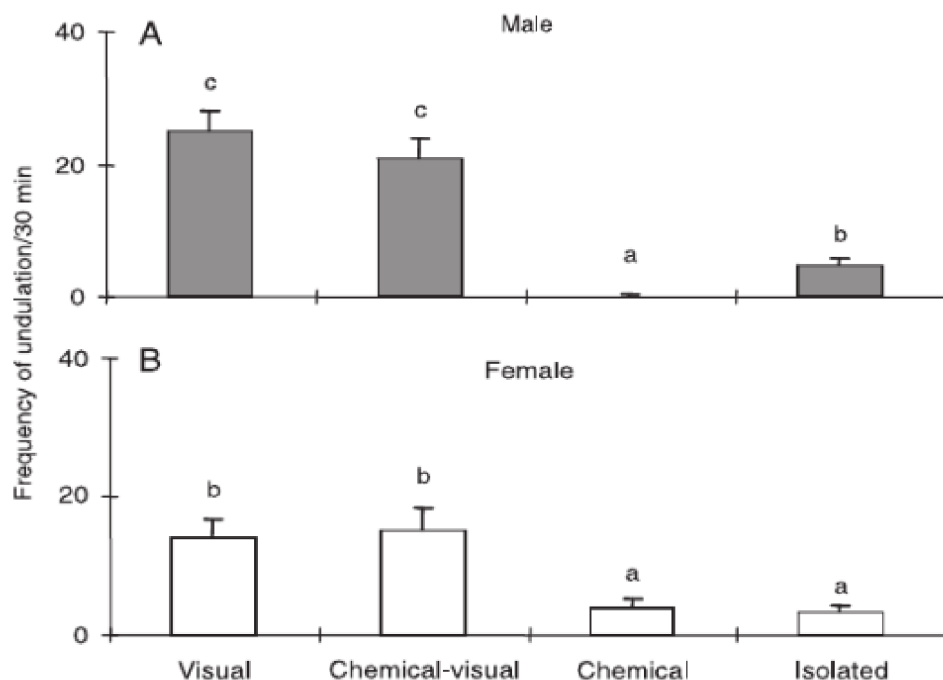 A
Male
40
20
0
c
c
a
b
B
Female
40
20
0
b
b
a
a
Frequency of undulation/30 min
Visual
Chemical-visual
Chemical
Isolated